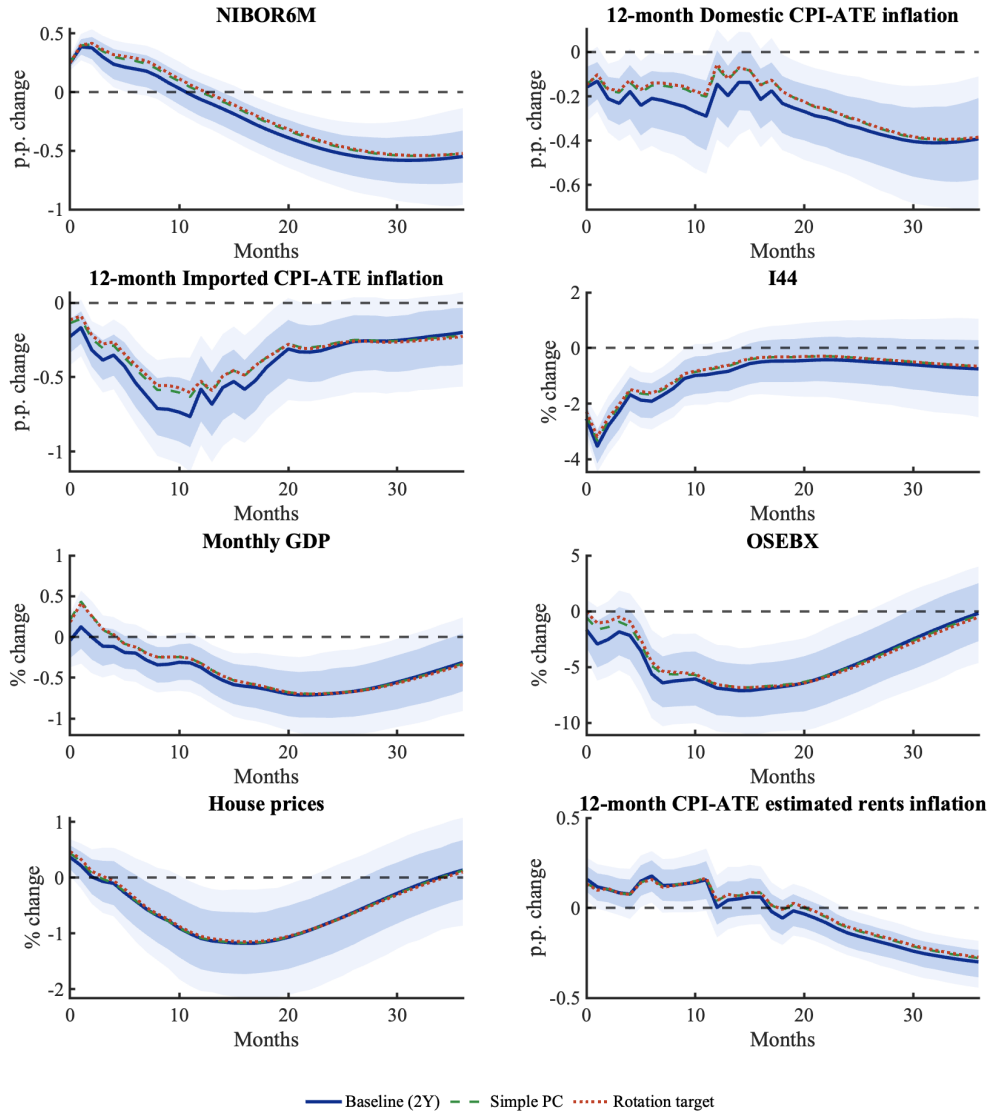 NIBOR6M
0.5
0
-0.5
-1
p.p. change
0 10 20 30
Months
12-month Domestic CPI-ATE inflation
0
-0.2
-0.4
-0.6
p.p. change
0 10 20 30
Months
12-month Imported CPI-ATE inflation
0
-0.5
-1
p.p. change
0 10 20 30
Months
I44
2
0
-2
-4
% change
0 10 20 30
Months
Monthly GDP
1
0.5
0
-0.5
-1
% change
0 10 20 30
Months
OSEBX
5
0
-5
-10
% change
0 10 20 30
Months
House prices
1
0
-1
-2
% change
0 10 20 30
Months
12-month CPI-ATE estimated rents inflation
0.5
0
-0.5
p.p. change
0 10 20 30
Months
Baseline (2Y) Simple PC Rotation target